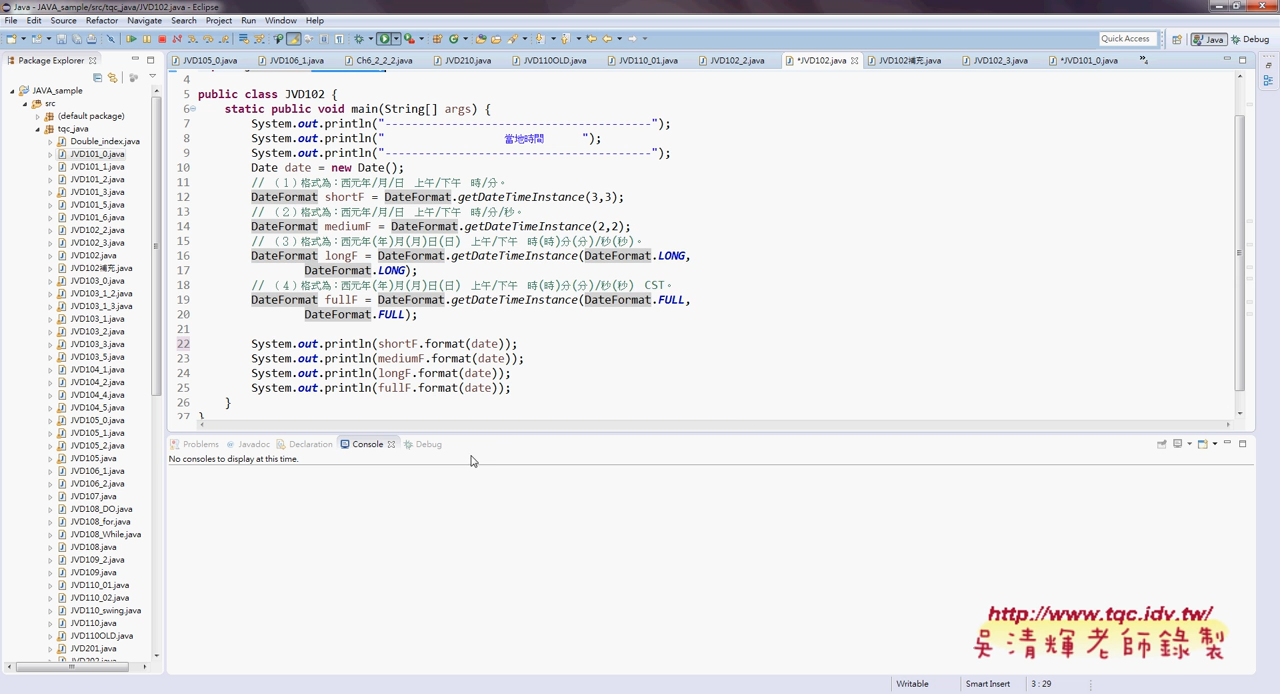 Java - JAVA_sample/src/tqc_java/JVD102.java - Eclipse
File Edit Source Refactor Navigate Search Project Run Window Help
Quick Access Java Debug
Package Explorer
JVD105_0.java JVD106_1.java Ch6_2_2_2.java JVD210.java JVD110OLD.java JVD110_01.java JVD102_2.java *JVD102.java JVD102補充.java JVD102_3.java *JVD101_0.java
JAVA_sample
src
(default package)
tqc_java
Double_index.java
JVD101_0.java
JVD101_1.java
JVD101_2.java
JVD101_3.java
JVD101_5.java
JVD101_6.java
JVD102_2.java
JVD102_3.java
JVD102.java
JVD102補充.java
JVD103_0.java
JVD103_1_2.java
JVD103_1_3.java
JVD103_1.java
JVD103_2.java
JVD103_3.java
JVD103_5.java
JVD104_1.java
JVD104_2.java
JVD104_4.java
JVD104_5.java
JVD105_0.java
JVD105_1.java
JVD105_2.java
JVD105.java
JVD106_1.java
JVD106_2.java
JVD107.java
JVD108_DO.java
JVD108_for.java
JVD108_While.java
JVD108.java
JVD109_2.java
JVD109.java
JVD110_01.java
JVD110_02.java
JVD110_swing.java
JVD110.java
JVD110OLD.java
JVD201.java
4
5 public class JVD102 {
6 static public void main(String[] args) {
7 System.out.println("----------------------------------------");
8 System.out.println("                  當地時間      ");
9 System.out.println("----------------------------------------");
10 Date date = new Date();
11 // （１）格式為：西元年/月/日 上午/下午 時/分。
12 DateFormat shortF = DateFormat.getDateTimeInstance(3,3);
13 // （２）格式為：西元年/月/日 上午/下午 時/分/秒。
14 DateFormat mediumF = DateFormat.getDateTimeInstance(2,2);
15 // （３）格式為：西元年(年)月(月)日(日) 上午/下午 時(時)分(分)/秒(秒)。
16 DateFormat longF = DateFormat.getDateTimeInstance(DateFormat.LONG,
17 DateFormat.LONG);
18 // （４）格式為：西元年(年)月(月)日(日) 上午/下午 時(時)分(分)/秒(秒) CST。
19 DateFormat fullF = DateFormat.getDateTimeInstance(DateFormat.FULL,
20 DateFormat.FULL);
21
22 System.out.println(shortF.format(date));
23 System.out.println(mediumF.format(date));
24 System.out.println(longF.format(date));
25 System.out.println(fullF.format(date));
26 }
27 }
Problems Javadoc Declaration Console Debug
No consoles to display at this time.
http://www.tqc.idv.tw/
吳清輝老師錄製
Writable Smart Insert 3 : 29